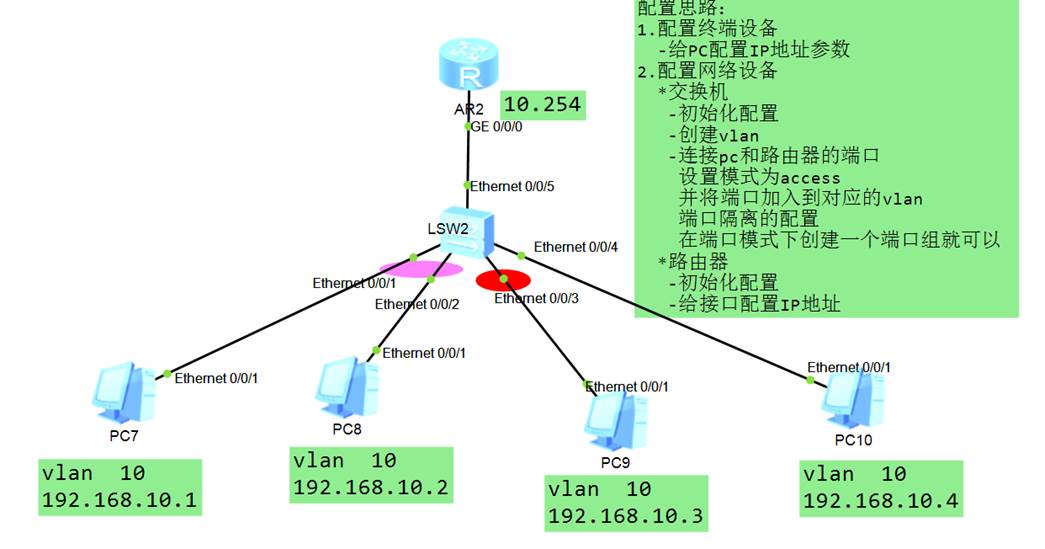 配置思路:
1.配置终端设备
-给PC配置IP地址参数
2.配置网络设备
*交换机
-初始化配置
-创建vlan
-连接pc和路由器的端口
设置模式为access
并将端口加入到对应的vlan
端口隔离的配置
在端口模式下创建一个端口组就可以
*路由器
-初始化配置
-给接口配置IP地址
R
AR2
10.254
GE 0/0/0
Ethernet 0/0/5
LSW2
Ethernet 0/0/4
Ethernet 0/0/1
Ethernet 0/0/2
Ethernet 0/0/3
Ethernet 0/0/1
Ethernet 0/0/1
Ethernet 0/0/1
Ethernet 0/0/1
PC7
PC8
PC9
PC10
vlan 10
192.168.10.1
vlan 10
192.168.10.2
vlan 10
192.168.10.3
vlan 10
192.168.10.4